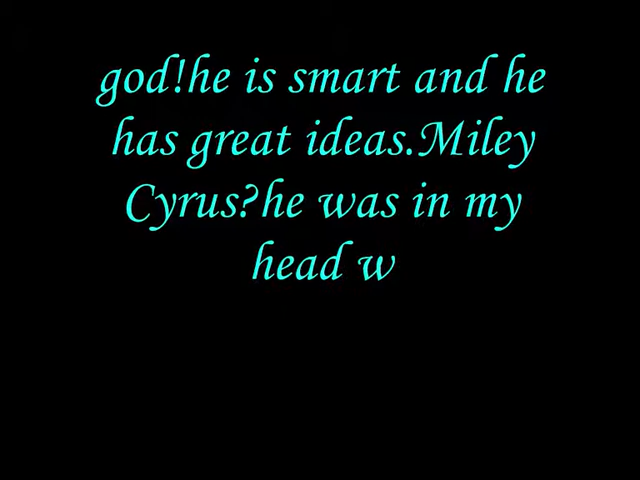 god!he is smart and he
has great ideas.Miley
Cyrus?he was in my
head w